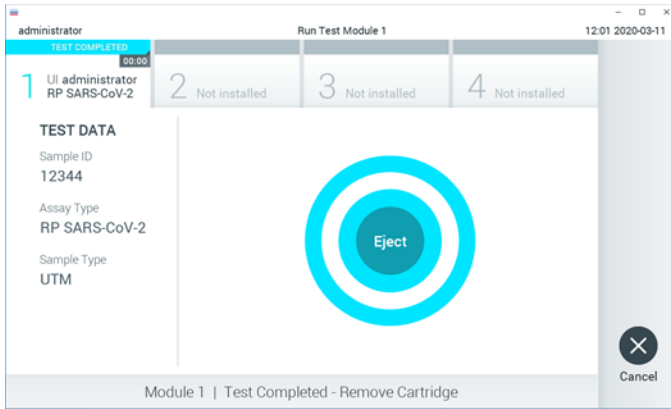 administrator
Run Test Module 1
12:01 2020-03-11
TEST COMPLETED
00:00
1
UI administrator
RP SARS-CoV-2
2 Not installed
3 Not installed
4 Not installed
TEST DATA
Sample ID
12344
Assay Type
RP SARS-CoV-2
Sample Type
UTM
Eject
Cancel
Module 1 | Test Completed - Remove Cartridge